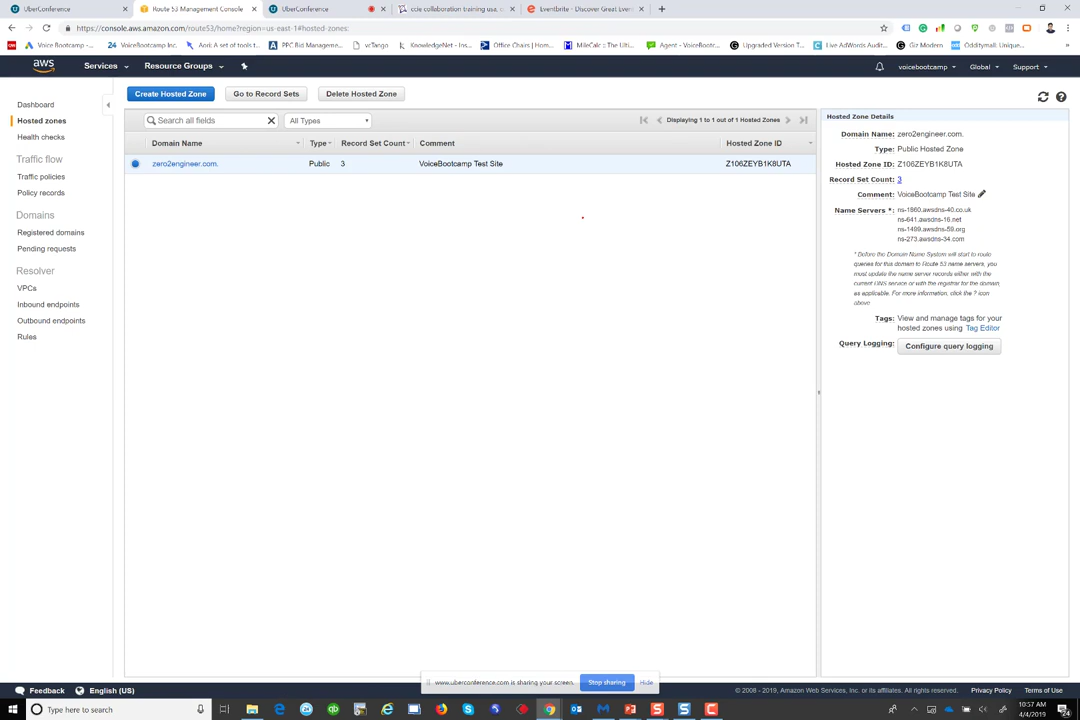 UberConference
Route 53 Management Console
UberConference
ccie collaboration training usa,
Eventbrite - Discover Great Event
https://console.aws.amazon.com/route53/home?region=us-east-1#hosted-zones:
Voice Bootcamp -...
VoiceBootcamp Inc.
Aori: A set of tools t...
PPC Bid Manageme...
vrTango
KnowledgeNet - Ins...
Office Chairs | Hom...
MileCalc :: The Ulti...
Agent - VoiceBootc...
Upgraded Version T...
Live AdWords Audit...
Giz Modern
Odditymall: Unique...
aws
Services
Resource Groups
voicebootcamp
Global
Support
Dashboard
Hosted zones
Health checks
Traffic flow
Traffic policies
Policy records
Domains
Registered domains
Pending requests
Resolver
VPCs
Inbound endpoints
Outbound endpoints
Rules
Create Hosted Zone
Go to Record Sets
Delete Hosted Zone
Search all fields
All Types
Displaying 1 to 1 out of 1 Hosted Zones
Domain Name
Type
Record Set Count
Comment
Hosted Zone ID
zero2engineer.com.
Public
3
VoiceBootcamp Test Site
Z106ZEYB1K8UTA
Hosted Zone Details
Domain Name: zero2engineer.com.
Type: Public Hosted Zone
Hosted Zone ID: Z106ZEYB1K8UTA
Record Set Count: 3
Comment: VoiceBootcamp Test Site
Name Servers *: ns-1860.awsdns-40.co.uk
ns-641.awsdns-16.net
ns-1499.awsdns-59.org
ns-273.awsdns-34.com
* Before the Domain Name System will start to route
queries for this domain to Route 53 name servers, you
must update the name server records either with the
current DNS service or with the registrar for the domain,
as applicable. For more information, click the ? icon
above
Tags: View and manage tags for your
hosted zones using Tag Editor
Query Logging: Configure query logging
www.uberconference.com is sharing your screen.
Stop sharing
Hide
Feedback
English (US)
© 2008 - 2019, Amazon Web Services, Inc. or its affiliates. All rights reserved.
Privacy Policy
Terms of Use
Type here to search
10:57 AM
4/4/2019
24